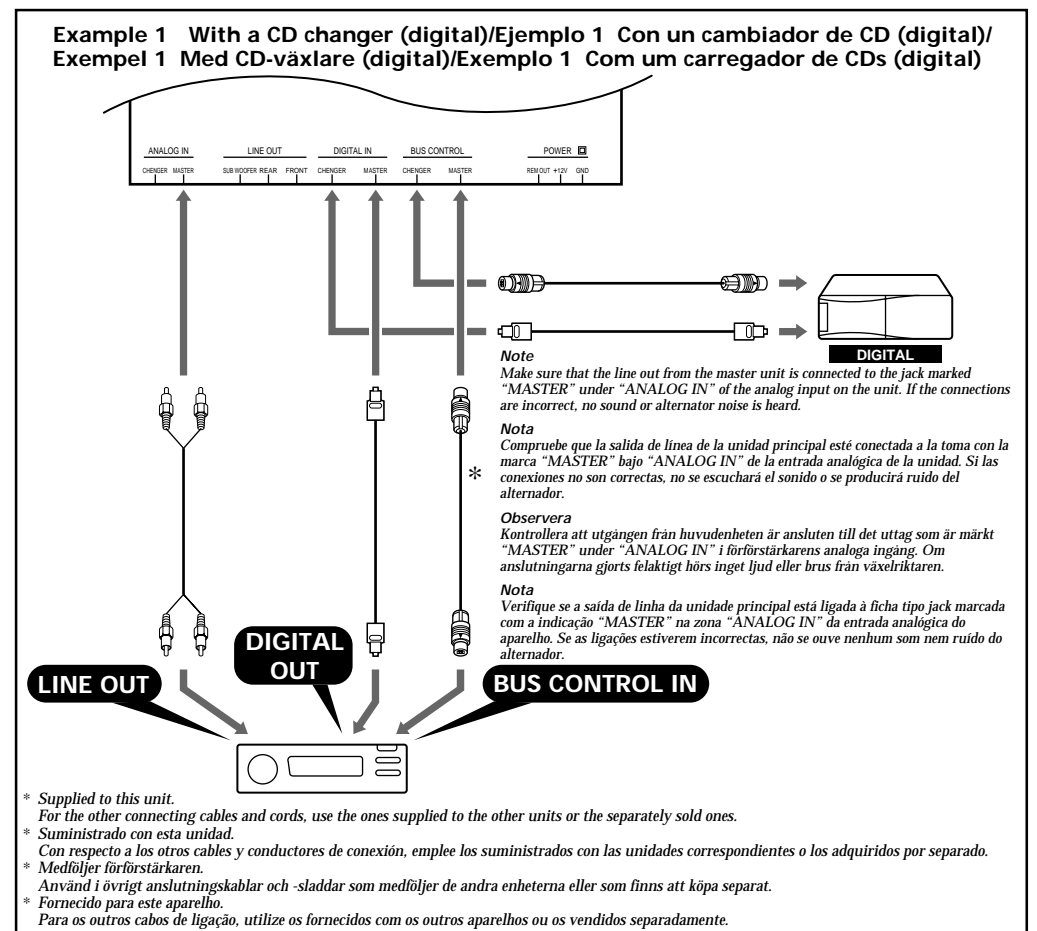 Example 1 With a CD changer (digital)/Ejemplo 1 Con un cambiador de CD (digital)/
Exempel 1 Med CD-växlare (digital)/Exemplo 1 Com um carregador de CDs (digital)
ANALOG IN LINE OUT DIGITAL IN BUS CONTROL POWER
CHENGER MASTER SUB WOOFER REAR FRONT CHENGER MASTER CHENGER MASTER REM OUT +12V GND
DIGITAL
Note
Make sure that the line out from the master unit is connected to the jack marked
“MASTER” under “ANALOG IN” of the analog input on the unit. If the connections
are incorrect, no sound or alternator noise is heard.
Nota
Compruebe que la salida de línea de la unidad principal esté conectada a la toma con la
marca “MASTER” bajo “ANALOG IN” de la entrada analógica de la unidad. Si las
conexiones no son correctas, no se escuchará el sonido o se producirá ruido del
alternador.
*
Observera
Kontrollera att utgången från huvudenheten är ansluten till det uttag som är märkt
“MASTER” under “ANALOG IN” i förförstärkarens analoga ingång. Om
anslutningarna gjorts felaktigt hörs inget ljud eller brus från växelriktaren.
Nota
Verifique se a saída de linha da unidade principal está ligada à ficha tipo jack marcada
com a indicação “MASTER” na zona “ANALOG IN” da entrada analógica do
aparelho. Se as ligações estiverem incorrectas, não se ouve nenhum som nem ruído do
alternador.
LINE OUT
DIGITAL
OUT
BUS CONTROL IN
* Supplied to this unit.
For the other connecting cables and cords, use the ones supplied to the other units or the separately sold ones.
* Suministrado con esta unidad.
Con respecto a los otros cables y conductores de conexión, emplee los suministrados con las unidades correspondientes o los adquiridos por separado.
* Medföljer förförstärkaren.
Använd i övrigt anslutningskablar och -sladdar som medföljer de andra enheterna eller som finns att köpa separat.
* Fornecido para este aparelho.
Para os outros cabos de ligação, utilize os fornecidos com os outros aparelhos ou os vendidos separadamente.